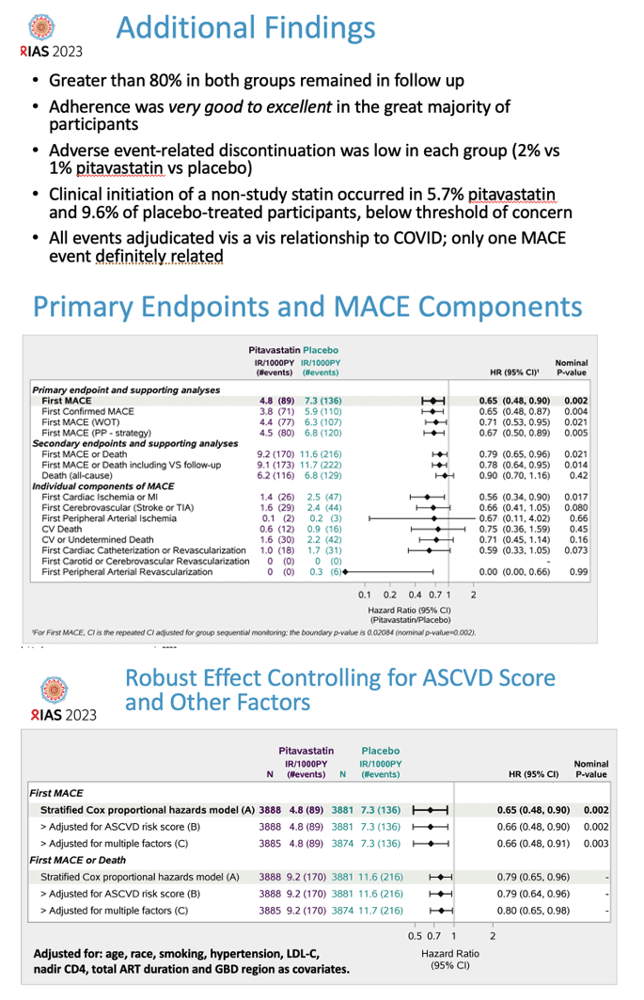 Additional Findings
IAS 2023
• Greater than 80% in both groups remained in follow up
• Adherence was very good to excellent in the great majority of
participants
• Adverse event-related discontinuation was low in each group (2% vs
1% pitavastatin vs placebo)
• Clinical initiation of a non-study statin occurred in 5.7% pitavastatin
and 9.6% of placebo-treated participants, below threshold of concern
• All events adjudicated vis a vis relationship to COVID; only one MACE
event definitely related
Primary Endpoints and MACE Components
Pitavastatin Placebo
IR/1000PY IR/1000PY Nominal
(#events) (#events) HR (95% CI)¹ P-value
Primary endpoint and supporting analyses
First MACE 4.8 (89) 7.3 (136) 0.65 (0.48, 0.90) 0.002
First Confirmed MACE 3.8 (71) 5.9 (110) 0.65 (0.48, 0.87) 0.004
First MACE (WOT) 4.4 (77) 6.3 (107) 0.71 (0.53, 0.95) 0.021
First MACE (PP - strategy) 4.5 (80) 6.8 (120) 0.67 (0.50, 0.89) 0.005
Secondary endpoints and supporting analyses
First MACE or Death 9.2 (170) 11.6 (216) 0.79 (0.65, 0.96) 0.021
First MACE or Death including VS follow-up 9.1 (173) 11.7 (222) 0.78 (0.64, 0.95) 0.014
Death (all-cause) 6.2 (116) 6.8 (129) 0.90 (0.70, 1.16) 0.42
Individual components of MACE
First Cardiac Ischemia or MI 1.4 (26) 2.5 (47) 0.56 (0.34, 0.90) 0.017
First Cerebrovascular (Stroke or TIA) 1.6 (29) 2.4 (44) 0.66 (0.41, 1.05) 0.080
First Peripheral Arterial Ischemia 0.1 (2) 0.2 (3) 0.67 (0.11, 4.02) 0.66
CV Death 0.6 (12) 0.9 (16) 0.75 (0.36, 1.59) 0.45
CV or Undetermined Death 1.6 (30) 2.2 (42) 0.71 (0.45, 1.14) 0.16
First Cardiac Catheterization or Revascularization 1.0 (18) 1.7 (31) 0.59 (0.33, 1.05) 0.073
First Carotid or Cerebrovascular Revascularization 0 (0) 0 (0) -
First Peripheral Arterial Revascularization 0 (0) 0.3 (6) 0.00 (0.00, 0.66) 0.99
0.1 0.2 0.4 0.7 1 2
Hazard Ratio (95% CI)
(Pitavastatin/Placebo)
¹For First MACE, CI is the repeated CI adjusted for group sequential monitoring; the boundary p-value is 0.02084 (nominal p-value=0.002).
Robust Effect Controlling for ASCVD Score
and Other Factors
IAS 2023
Pitavastatin Placebo
IR/1000PY IR/1000PY Nominal
N (#events) N (#events) HR (95% CI) P-value
First MACE
Stratified Cox proportional hazards model (A) 3888 4.8 (89) 3881 7.3 (136) 0.65 (0.48, 0.90) 0.002
> Adjusted for ASCVD risk score (B) 3888 4.8 (89) 3881 7.3 (136) 0.66 (0.48, 0.90) 0.002
> Adjusted for multiple factors (C) 3885 4.8 (89) 3874 7.3 (136) 0.66 (0.48, 0.91) 0.003
First MACE or Death
Stratified Cox proportional hazards model (A) 3888 9.2 (170) 3881 11.6 (216) 0.79 (0.65, 0.96) -
> Adjusted for ASCVD risk score (B) 3888 9.2 (170) 3881 11.6 (216) 0.79 (0.64, 0.96) -
> Adjusted for multiple factors (C) 3885 9.2 (170) 3874 11.7 (216) 0.80 (0.65, 0.98) -
0.5 0.7 1 2
Hazard Ratio
(95% CI)
Adjusted for: age, race, smoking, hypertension, LDL-C,
nadir CD4, total ART duration and GBD region as covariates.